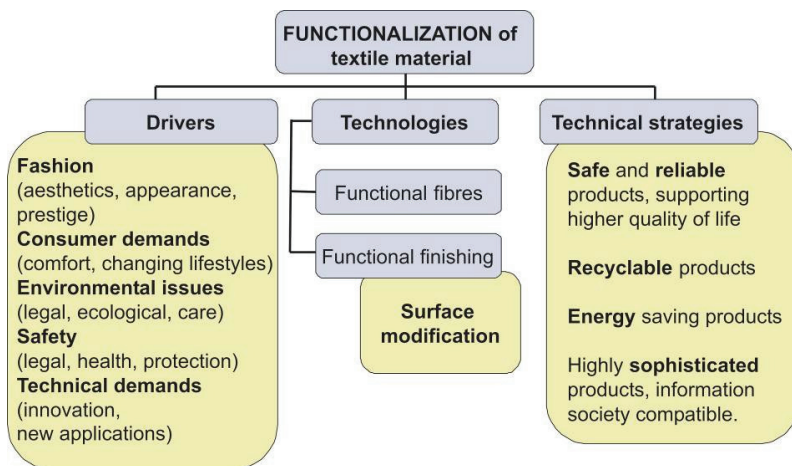 FUNCTIONALIZATION of
textile material
Drivers
Fashion
(aesthetics, appearance,
prestige)
Consumer demands
(comfort, changing lifestyles)
Environmental issues
(legal, ecological, care)
Safety
(legal, health, protection)
Technical demands
(innovation,
new applications)
Technologies
Functional fibres
Functional finishing
Surface
modification
Technical strategies
Safe and reliable
products, supporting
higher quality of life
Recyclable products
Energy saving products
Highly sophisticated
products, information
society compatible.